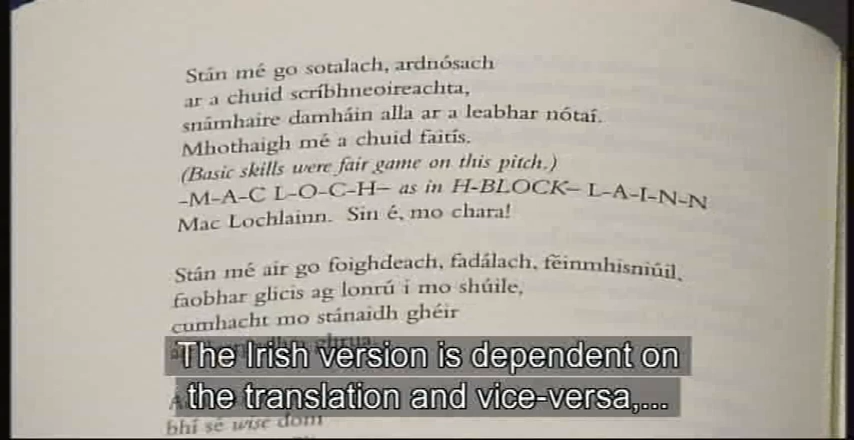 Stán mé go sotalach, ardnósach
ar a chuid scríbhneoireachta,
snámhaire damháin alla ar a leabhar nótaí.
Mhothaigh mé a chuid faitís.
(Basic skills were fair game on this pitch.)
–M–A–C L–O–C–H– as in H-BLOCK– L–A–I–N–N
Mac Lochlainn. Sin é, mo chara!
Stán mé air go foighdeach, fadálach, féinmhisniúil,
faobhar glicis ag lonrú i mo shúile,
cumhacht mo stánaidh ghéir
The Irish version is dependent on
the translation and vice-versa,...
bhí sé wise dom